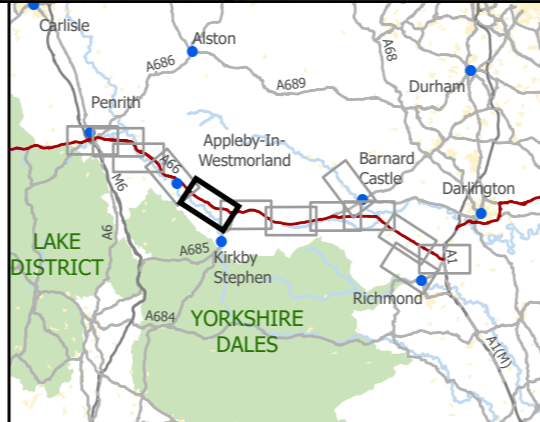 Carlisle
Alston
A68
A686
A689
Durham
Penrith
Appleby-In-
Westmorland
A66
Barnard
Castle
Darlington
M6
A6
LAKE
DISTRICT
A685
Kirkby
Stephen
A1
Richmond
A684
YORKSHIRE
DALES
A1(M)